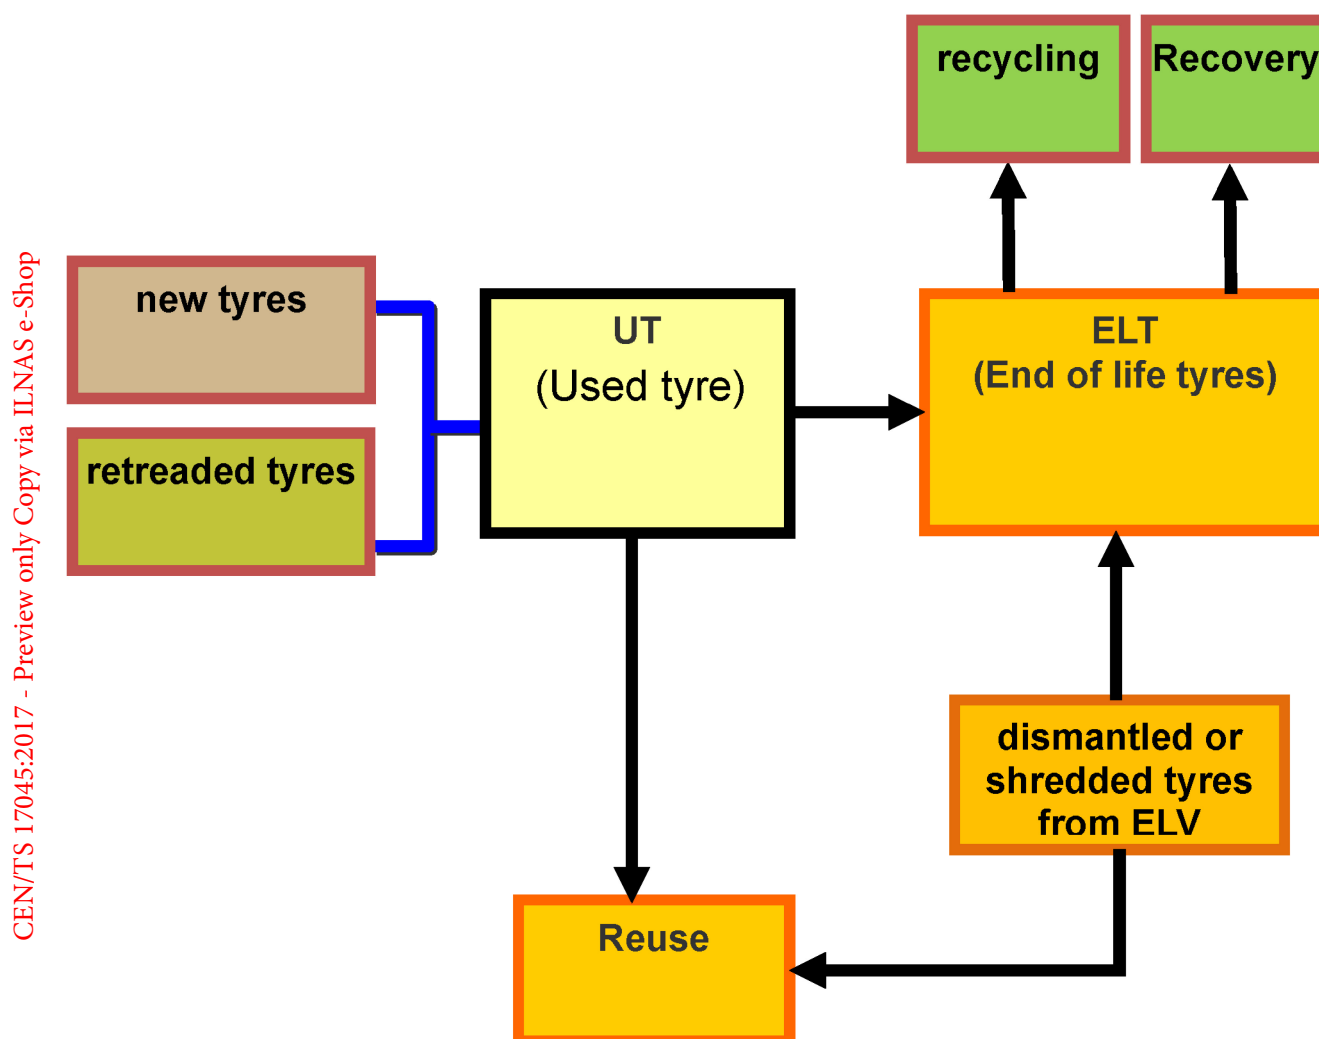 recycling
Recovery
new tyres
UT
(Used tyre)
ELT
(End of life tyres)
retreaded tyres
dismantled or
shredded tyres
from ELV
Reuse
CEN/TS 17045:2017 - Preview only Copy via ILNAS e-Shop